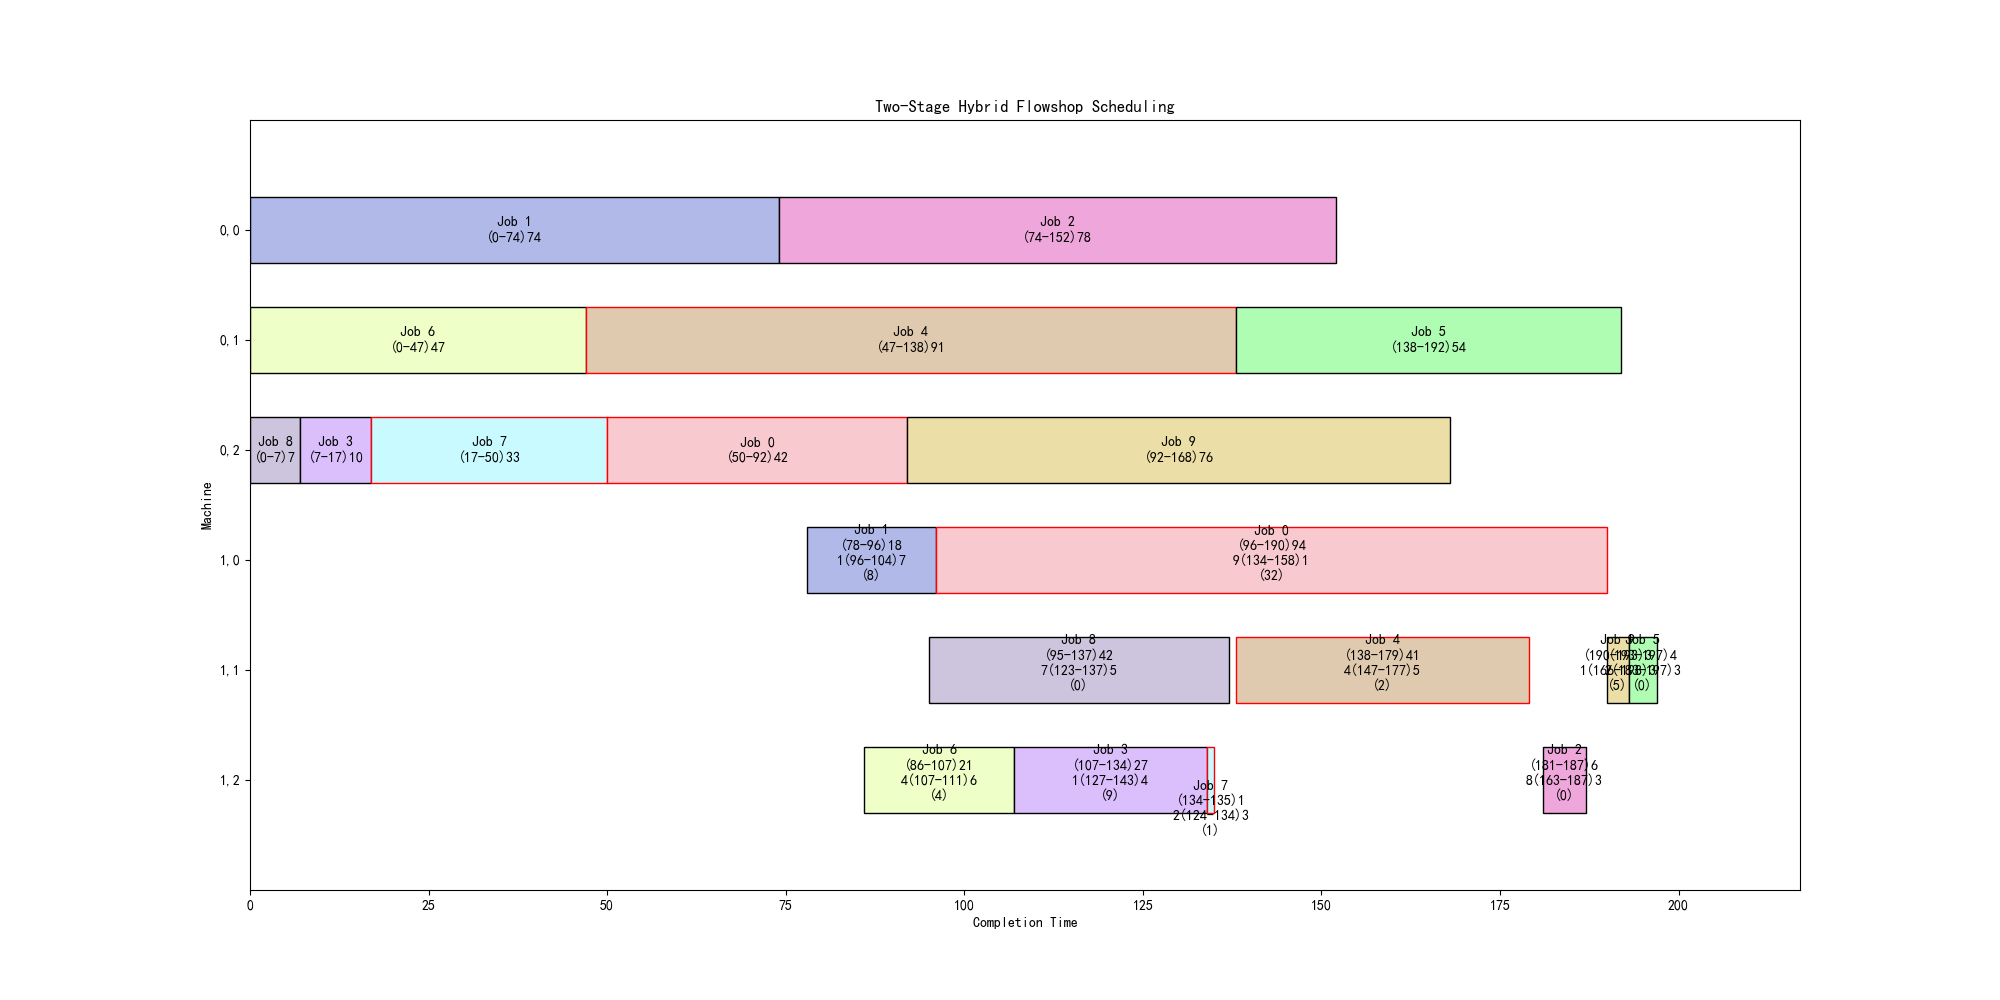 Two-Stage Hybrid Flowshop Scheduling
Job 1
(0-74)74
Job 2
(74-152)78
0,0
Job 6
(0-47)47
Job 4
(47-138)91
Job 5
(138-192)54
0,1
Job 8
(0-7)7
Job 3
(7-17)10
Job 7
(17-50)33
Job 0
(50-92)42
Job 9
(92-168)76
0,2
Machine
Job 1
(78-96)18
1(96-104)7
(8)
Job 0
(96-190)94
9(134-158)1
(32)
1,0
Job 8
(95-137)42
7(123-137)5
(0)
Job 4
(138-179)41
4(147-177)5
(2)
Job
(5)
Job 5
(0)
1,1
Job 6
(86-107)21
4(107-111)6
(4)
Job 3
(107-134)27
1(127-143)4
(9)
Job 7
(134-135)1
2(124-134)3
(1)
Job 2
(181-187)6
8(163-187)3
(0)
1,2
0
25
50
75
100
125
150
175
200
Completion Time